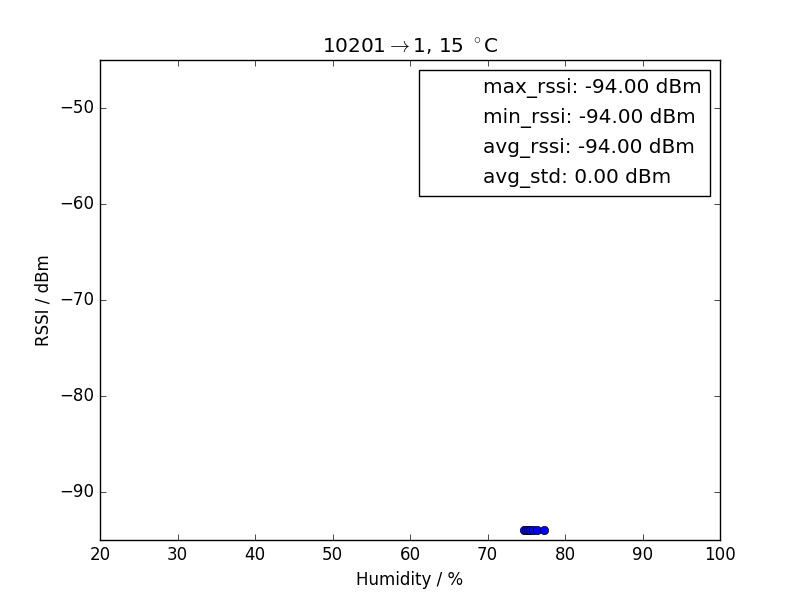 10201→1, 15 °C
max_rssi: -94.00 dBm
min_rssi: -94.00 dBm
avg_rssi: -94.00 dBm
avg_std: 0.00 dBm
RSSI / dBm
−50
−60
−70
−80
−90
20 30 40 50 60 70 80 90 100
Humidity / %